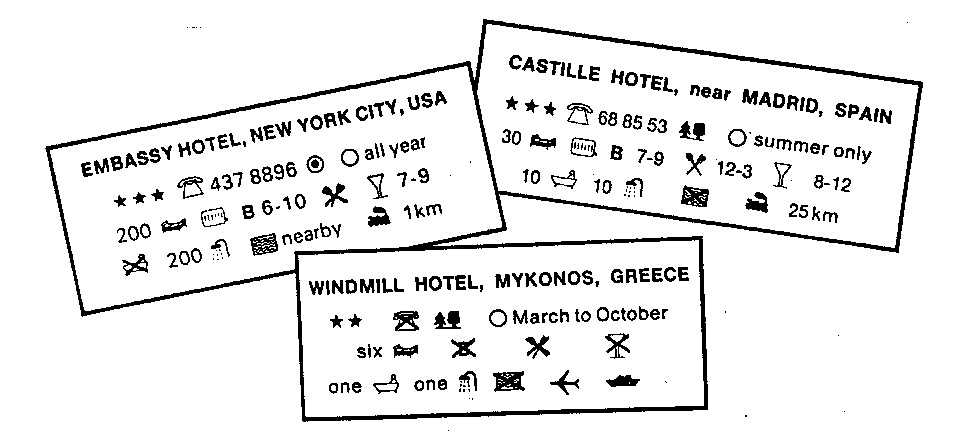 EMBASSY HOTEL, NEW YORK CITY, USA
437 8896 all year
200 B 6-10 7-9
200 nearby 1km
CASTILLE HOTEL, near MADRID, SPAIN
68 85 53 summer only
30 B 7-9 12-3 8-12
10 10 25km
WINDMILL HOTEL, MYKONOS, GREECE
March to October
six B
one one